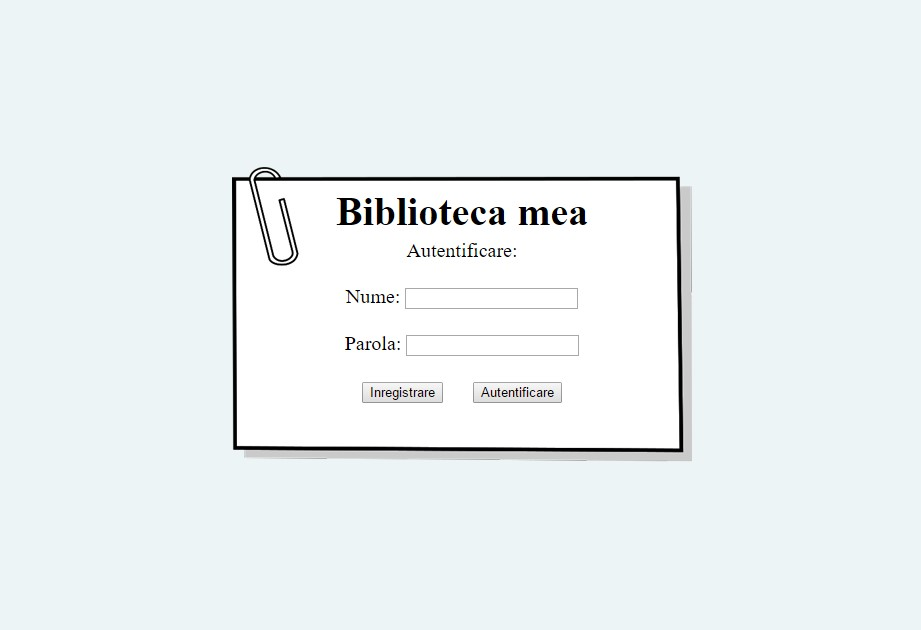 Biblioteca mea
Autentificare:
Nume:
Parola:
Inregistrare Autentificare